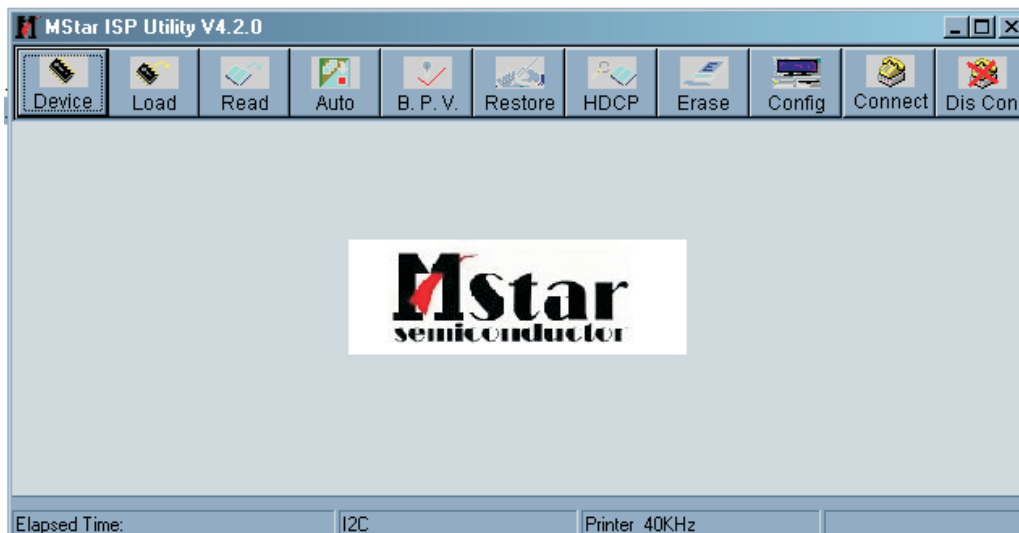 MStar ISP Utility V4.2.0
Device Load Read Auto B. P. V. Restore HDCP Erase Config Connect Dis Con
Mstar
semiconductor
Elapsed Time: I2C Printer 40KHz